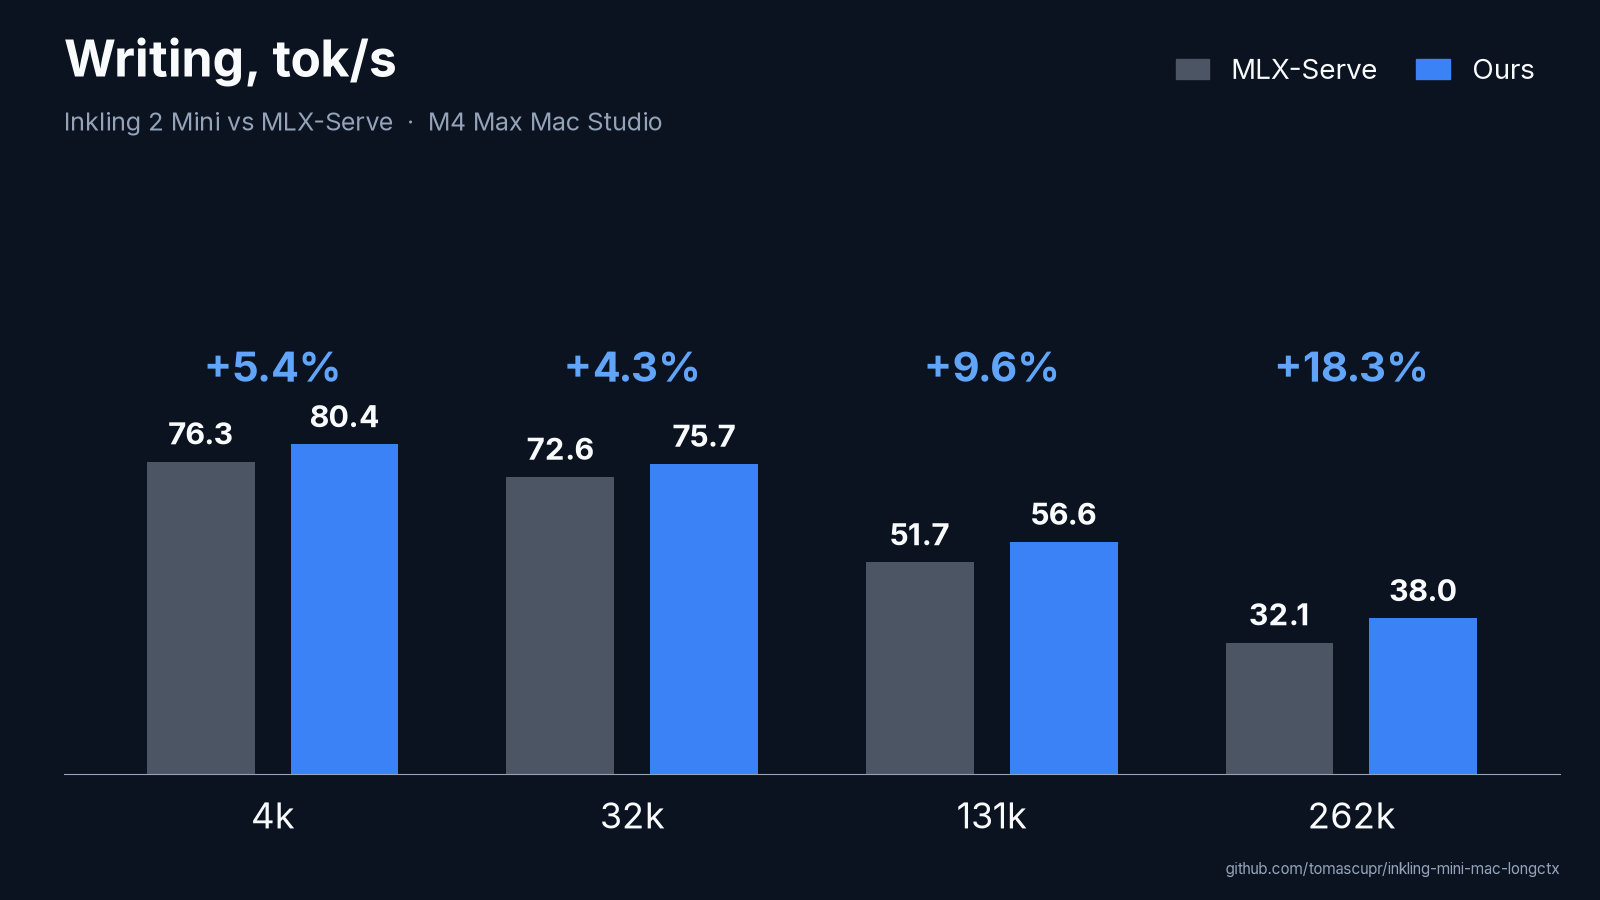 Writing, tok/s
MLX-Serve
Ours
Inkling 2 Mini vs MLX-Serve · M4 Max Mac Studio
+5.4%
+4.3%
+9.6%
+18.3%
76.3
80.4
72.6
75.7
51.7
56.6
32.1
38.0
4k
32k
131k
262k
github.com/tomascupr/inkling-mini-mac-longctx